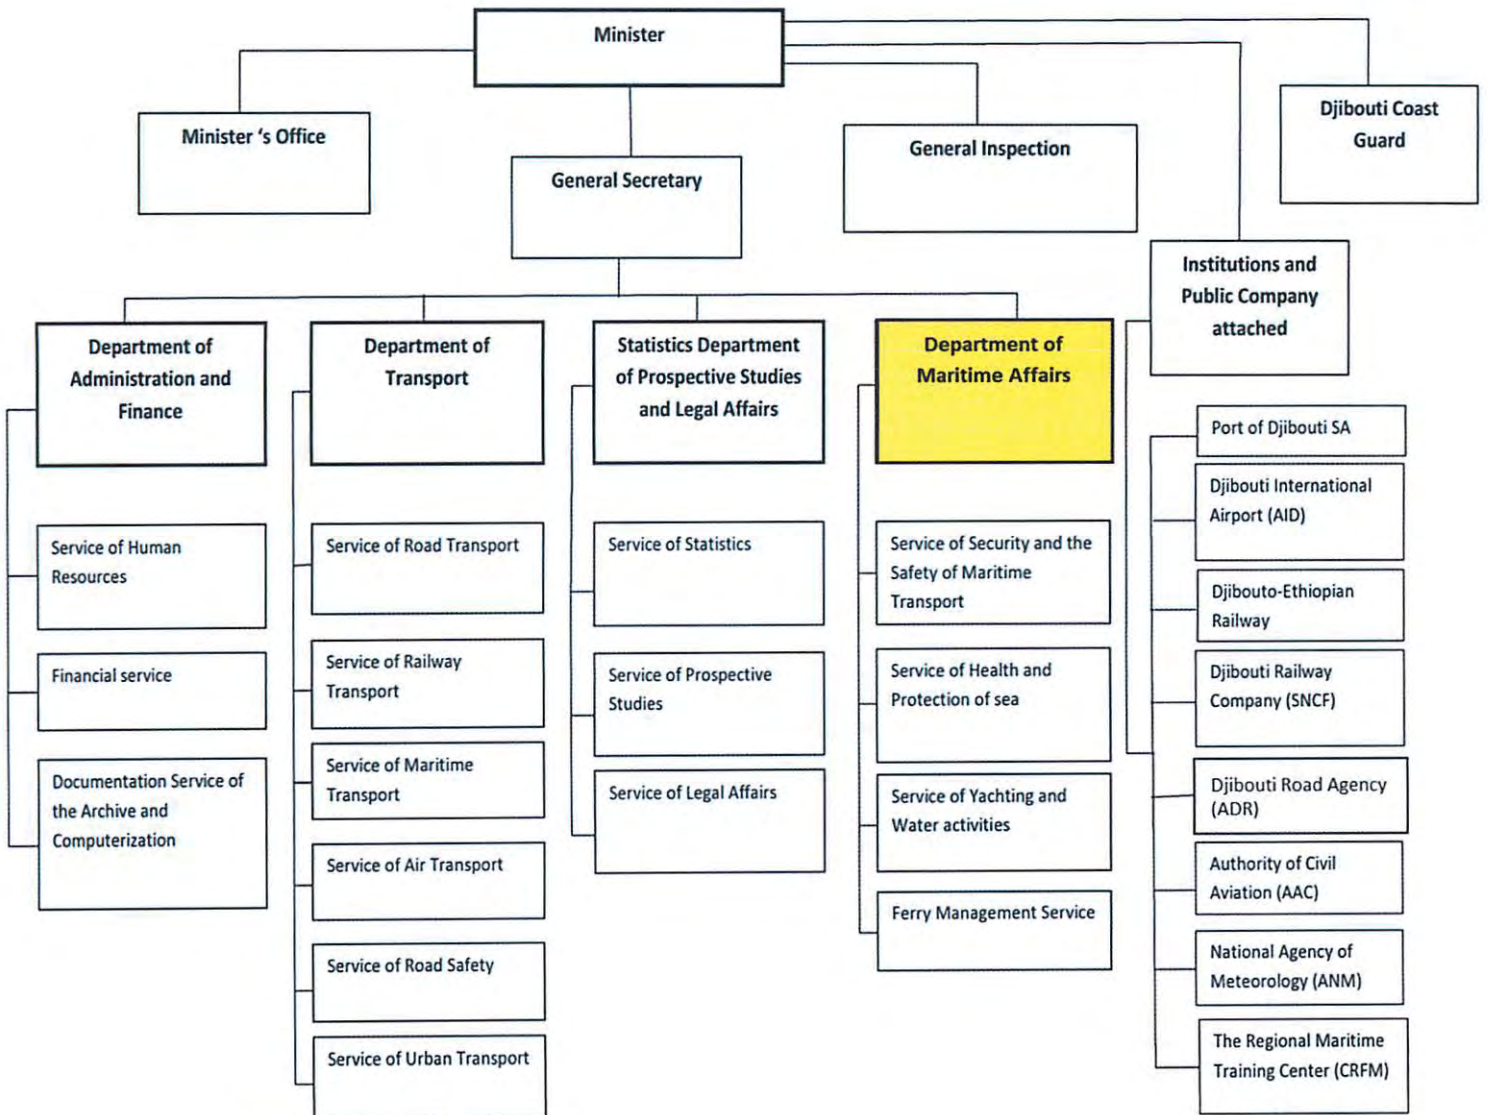 Minister
Minister 's Office
General Secretary
General Inspection
Djibouti Coast
Guard
Institutions and
Public Company
attached
Department of
Administration and
Finance
Department of
Transport
Statistics Department
of Prospective Studies
and Legal Affairs
Department of
Maritime Affairs
Service of Human
Resources
Financial service
Documentation Service of
the Archive and
Computerization
Service of Road Transport
Service of Railway
Transport
Service of Maritime
Transport
Service of Air Transport
Service of Road Safety
Service of Urban Transport
Service of Statistics
Service of Prospective
Studies
Service of Legal Affairs
Service of Security and the
Safety of Maritime
Transport
Service of Health and
Protection of sea
Service of Yachting and
Water activities
Ferry Management Service
Port of Djibouti SA
Djibouti International
Airport (AID)
Djibouto-Ethiopian
Railway
Djibouti Railway
Company (SNCF)
Djibouti Road Agency
(ADR)
Authority of Civil
Aviation (AAC)
National Agency of
Meteorology (ANM)
The Regional Maritime
Training Center (CRFM)